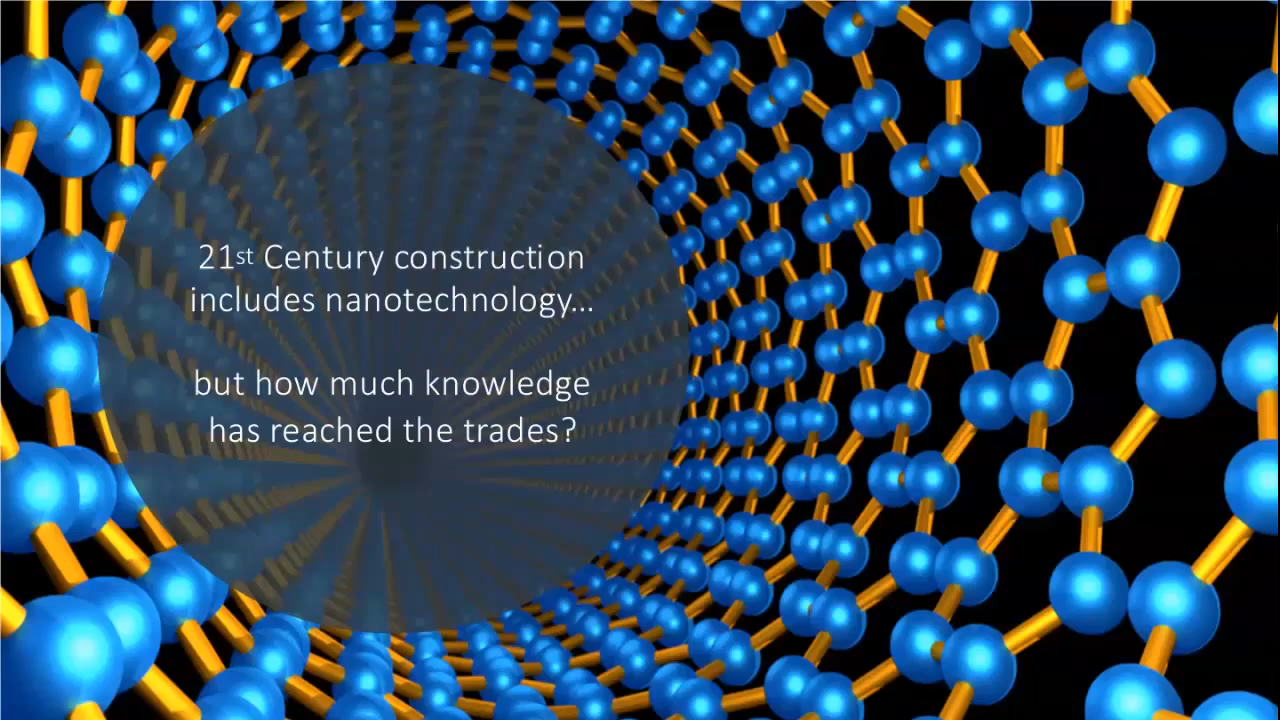 21st Century construction
includes nanotechnology...
but how much knowledge
has reached the trades?